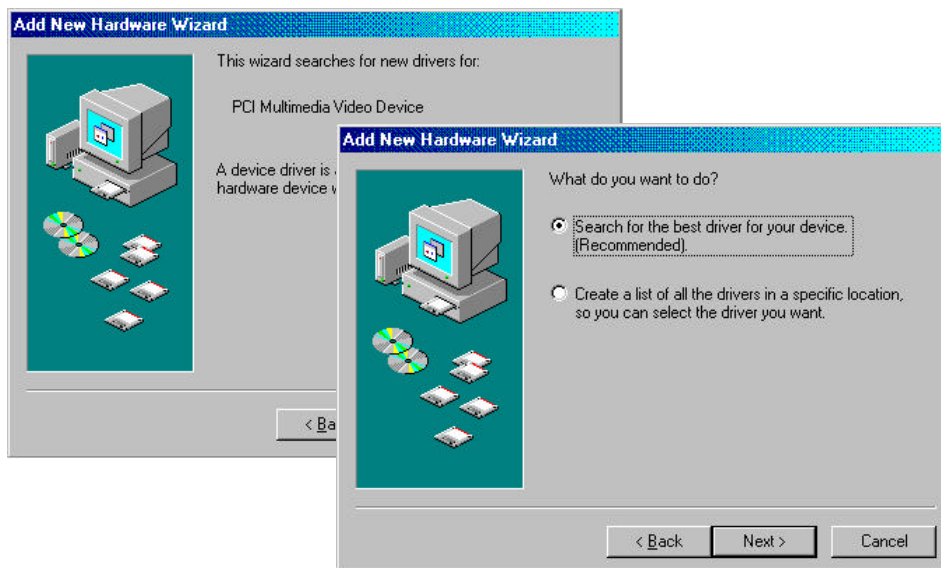 Add New Hardware Wizard
This wizard searches for new drivers for:
PCI Multimedia Video Device
A device driver is
hardware device
< Ba
Add New Hardware Wizard
What do you want to do?
Search for the best driver for your device.
(Recommended).
Create a list of all the drivers in a specific location,
so you can select the driver you want.
< Back
Next >
Cancel